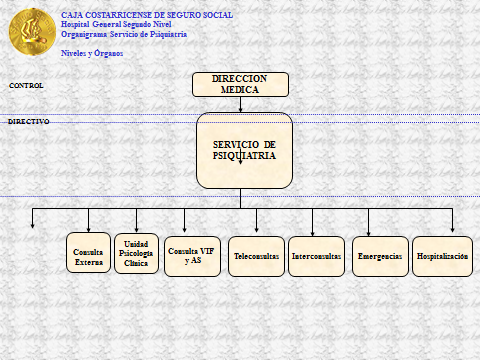 CAJA COSTARRICENSE DE SEGURO SOCIAL
Hospital General Segundo Nivel
Organigrama Servicio de Psiquiatría
Niveles y Órganos
CONTROL
DIRECCION
MEDICA
DIRECTIVO
SERVICIO DE
PSIQUIATRIA
Consulta
Externa
Unidad
Psicología
Clínica
Consulta VIF
y AS
Teleconsultas
Interconsultas
Emergencias
Hospitalización